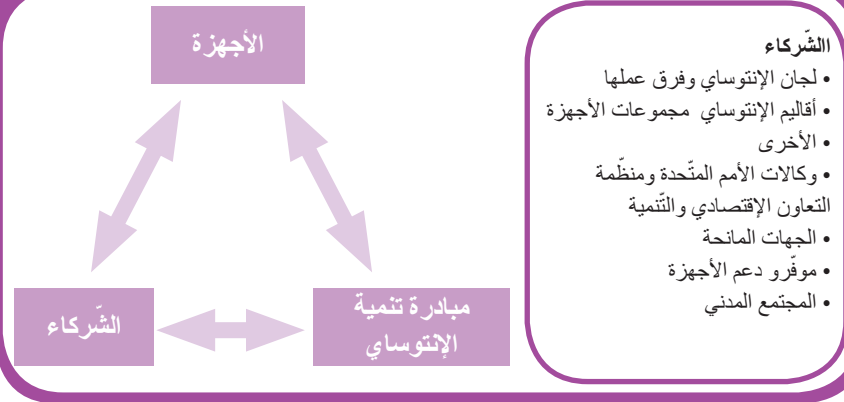 االشّركاء
• لجان الإنتوساي وفرق عملها
• أقاليم الإنتوساي مجموعات الأجهزة
• الأخرى
• وكالات الأمم المتّحدة ومنظّمة
التعاون الإقتصادي والتّنمية
• الجهات المانحة
• موفّرو دعم الأجهزة
• المجتمع المدني
الأجهزة
مبادرة تنمية
الإنتوساي
الشّركاء